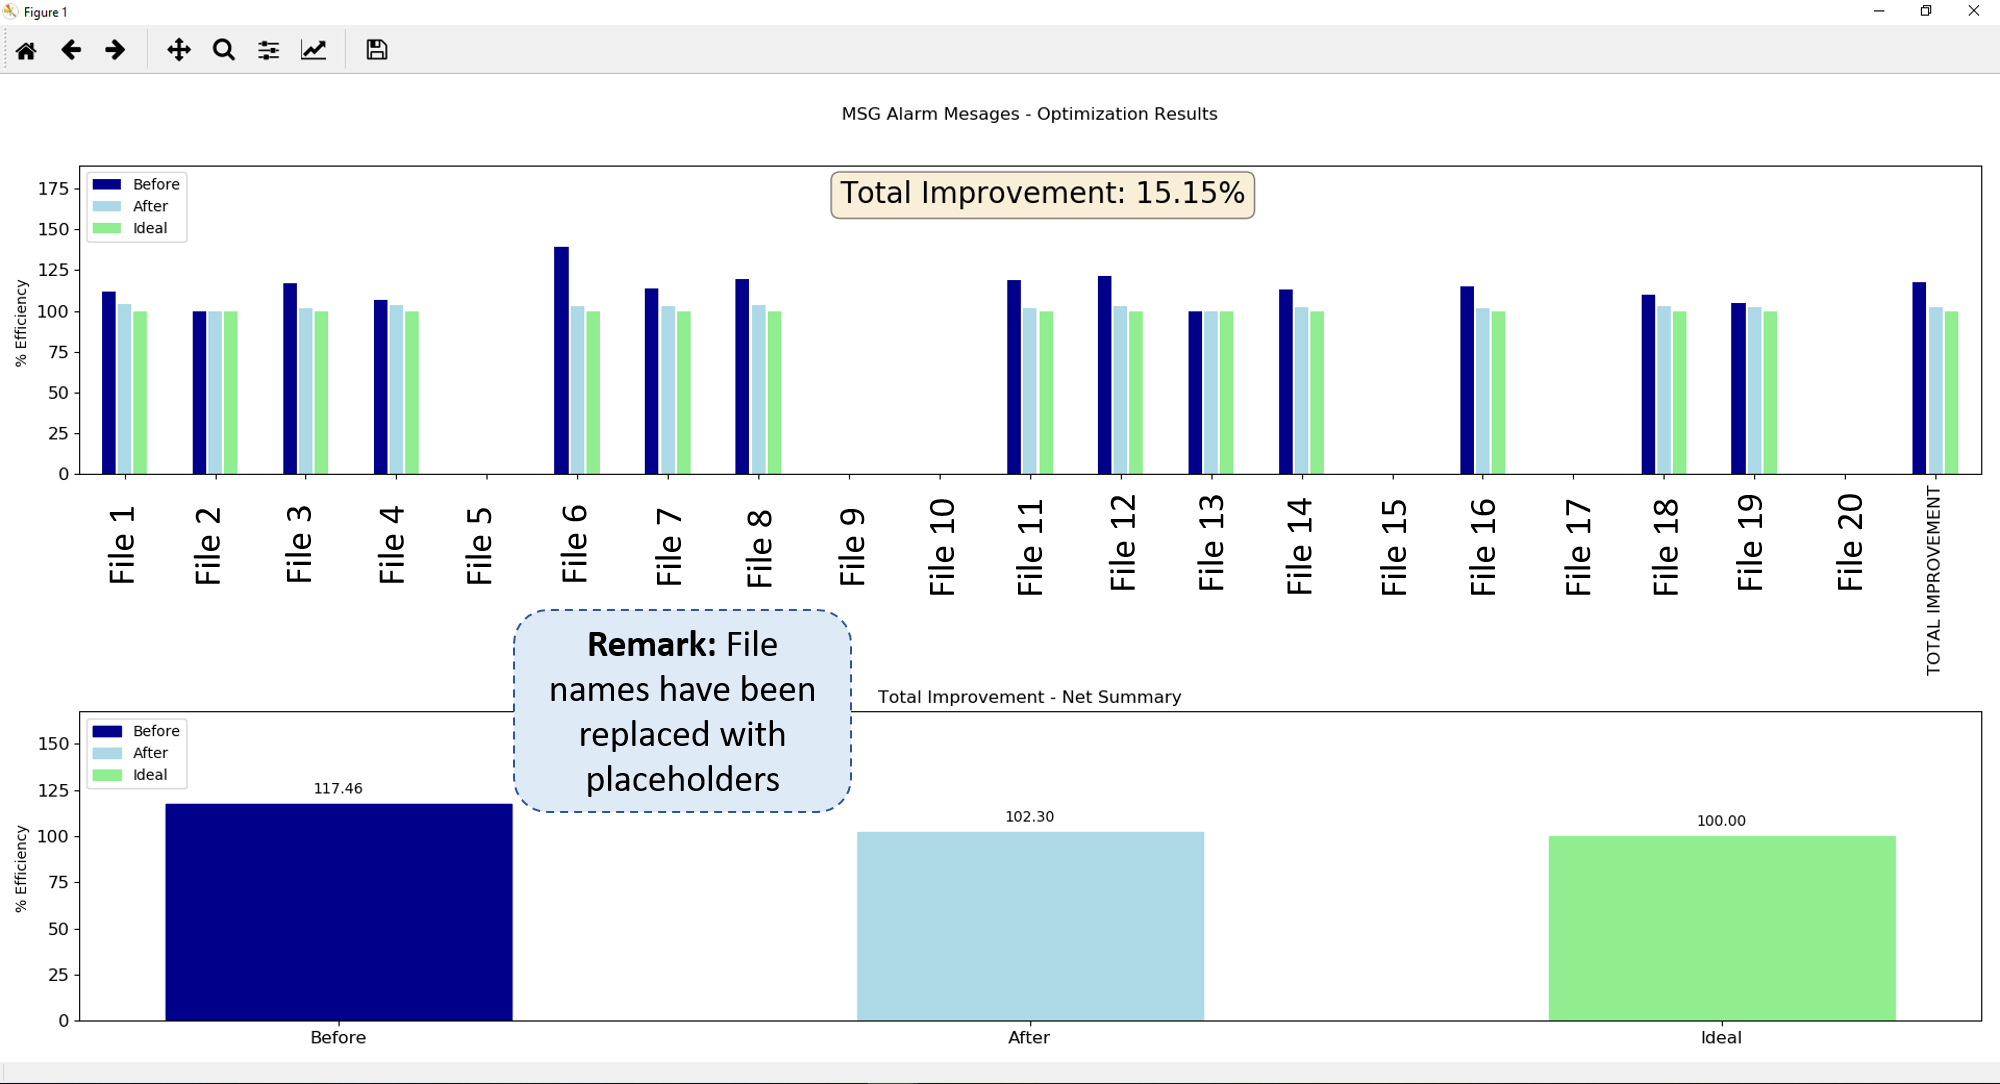 Figure 1
MSG Alarm Mesages - Optimization Results
Total Improvement: 15.15%
Before
After
Ideal
% Efficiency
175
150
125
100
75
50
25
0
File 1
File 2
File 3
File 4
File 5
File 6
File 7
File 8
File 9
File 10
File 11
File 12
File 13
File 14
File 15
File 16
File 17
File 18
File 19
File 20
TOTAL IMPROVEMENT
Remark: File
names have been
replaced with
placeholders
Total Improvement - Net Summary
Before
After
Ideal
% Efficiency
150
125
100
75
50
25
0
117.46
102.30
100.00
Before
After
Ideal